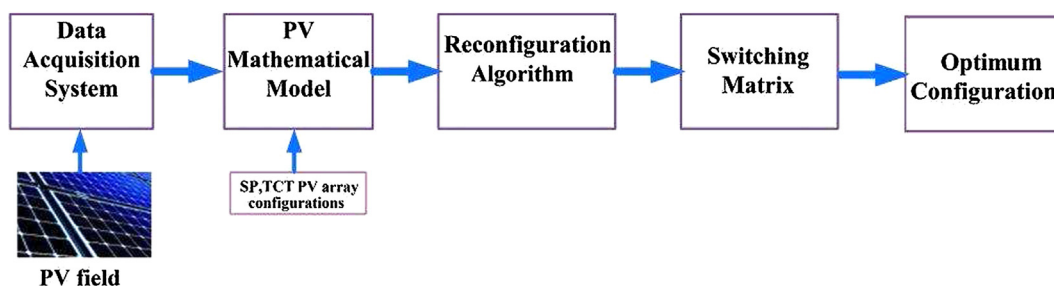 Data
Acquisition
System
PV
Mathematical
Model
Reconfiguration
Algorithm
Switching
Matrix
Optimum
Configuration
SP,TCT PV array
configurations
PV field